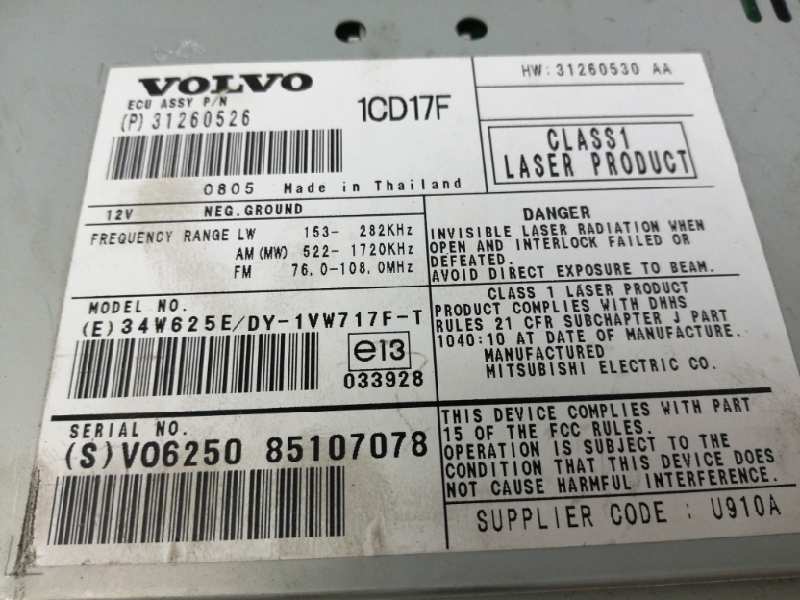 VOLVO
ECU ASSY P/N
(P) 31260526
1CD17F
HW:31260530 AA
CLASS1
LASER PRODUCT
0805 Made in Thailand
12V NEG.GROUND
FREQUENCY RANGE LW 153- 282KHz
AM(MW) 522- 1720KHz
FM 76.0-108.0MHz
DANGER
INVISIBLE LASER RADIATION WHEN
OPEN AND INTERLOCK FAILED OR
DEFEATED.
AVOID DIRECT EXPOSURE TO BEAM.
MODEL NO.
(E)34W625E/DY-1VW717F-T
e13
033928
CLASS 1 LASER PRODUCT
PRODUCT COMPLIES WITH DHHS
RULES 21 CFR SUBCHAPTER J PART
1040:10 AT DATE OF MANUFACTURE.
MANUFACTURED
MITSUBISHI ELECTRIC CO.
SERIAL NO.
(S)VO6250 85107078
THIS DEVICE COMPLIES WITH PART
15 OF THE FCC RULES.
OPERATION IS SUBJECT TO THE
CONDITION THAT THIS DEVICE DOES
NOT CAUSE HARMFUL INTERFERENCE.
SUPPLIER CODE : U910A